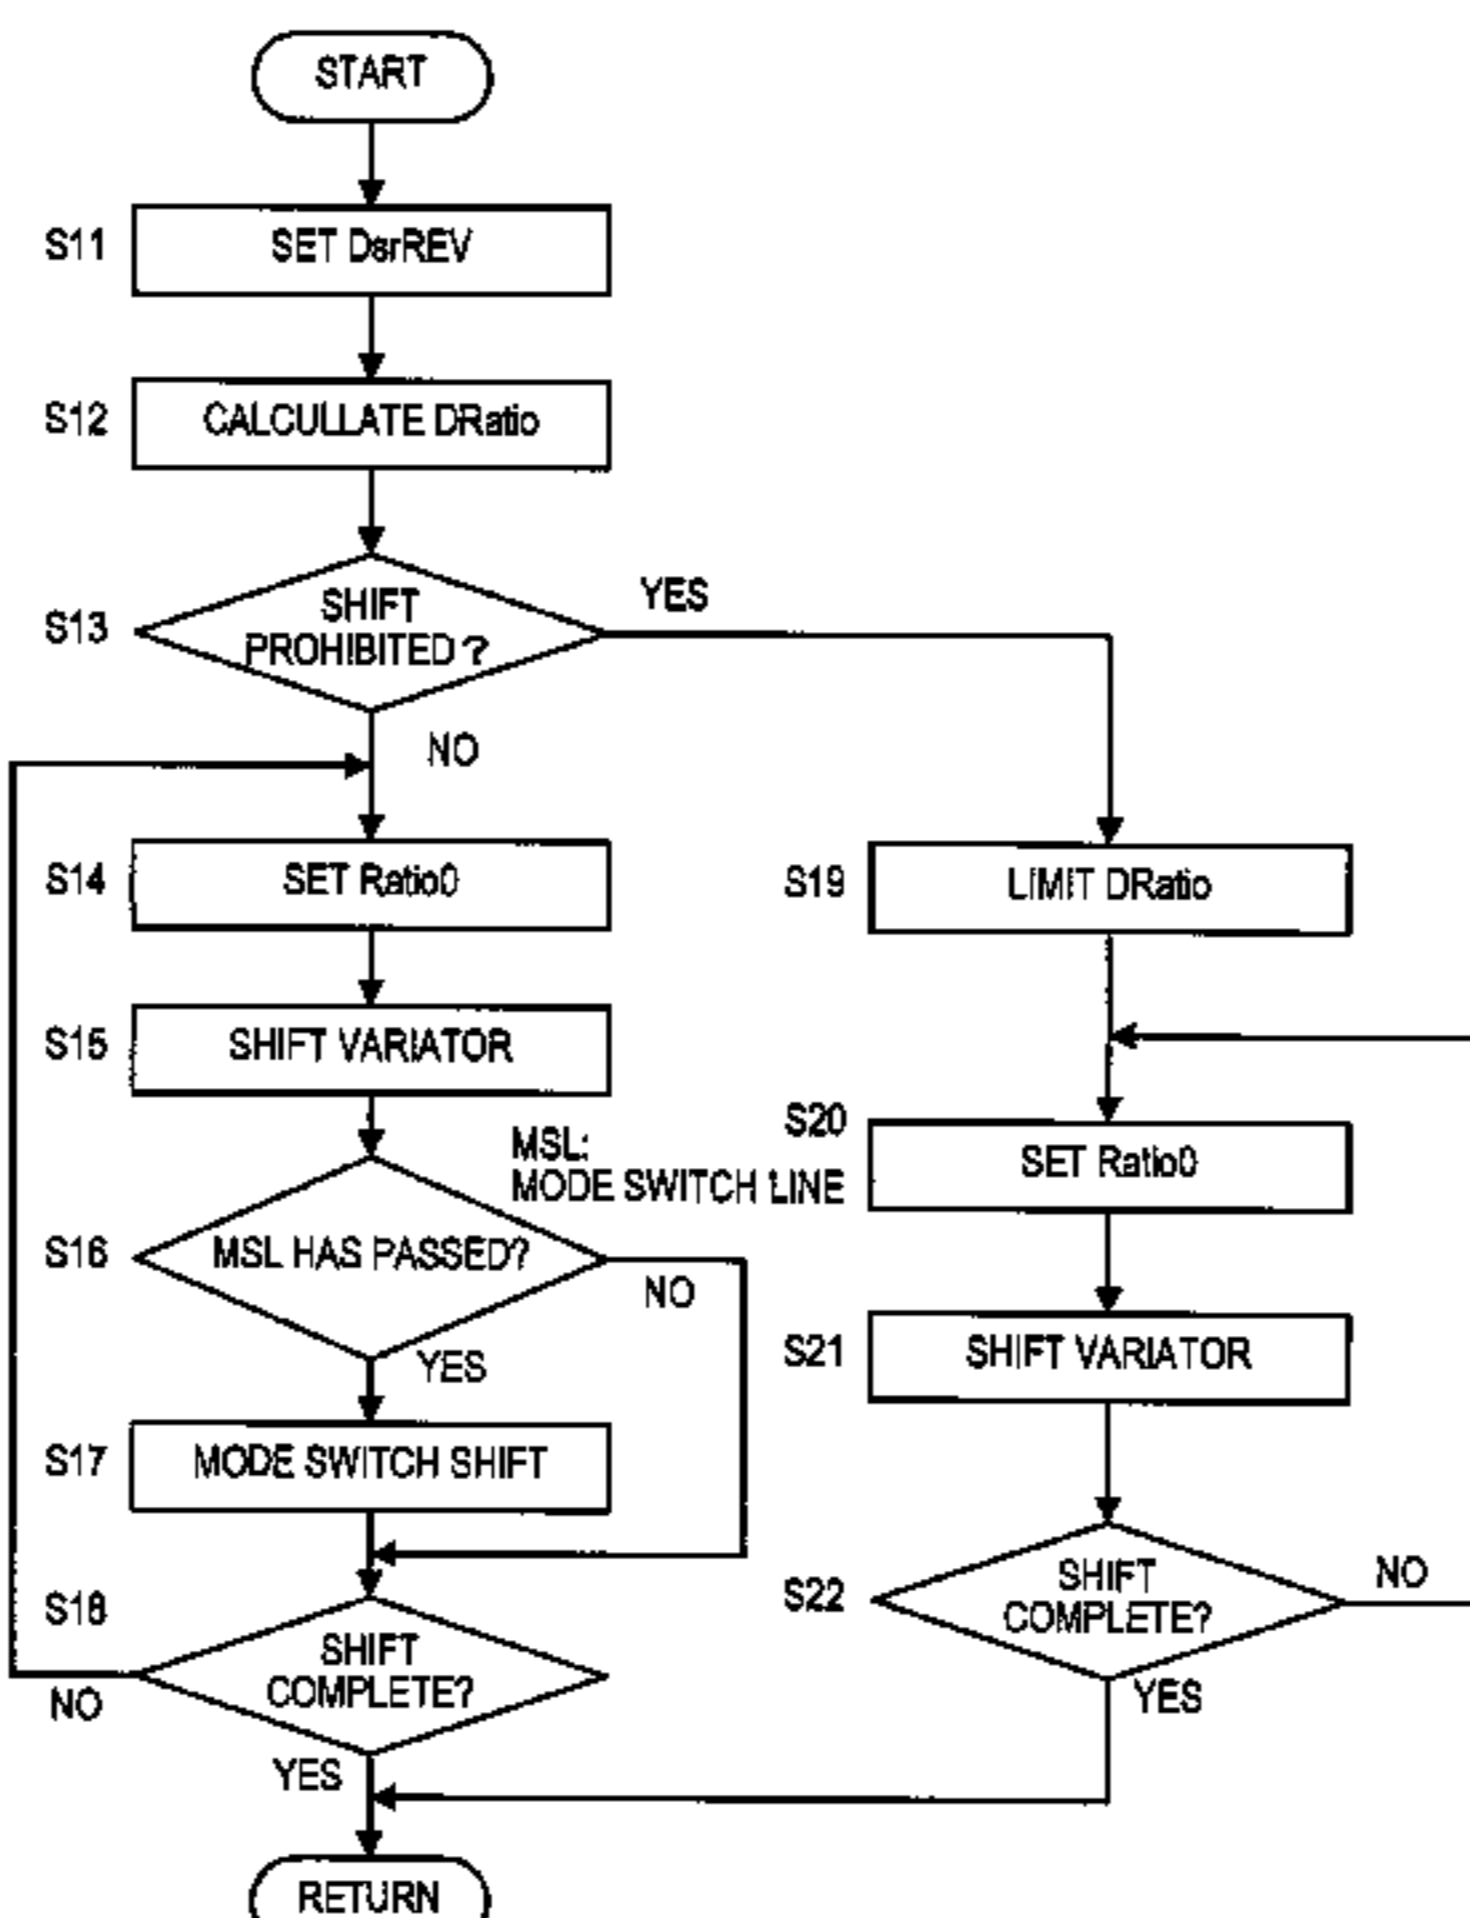 START
S11
SET DsrREV
S12
CALCULLATE DRatio
S13
SHIFT
PROHIBITED?
YES
NO
S14
SET Ratio0
S19
LIMIT DRatio
S15
SHIFT VARIATOR
MSL:
MODE SWITCH LINE
S20
SET Ratio0
S16
MSL HAS PASSED?
NO
YES
S21
SHIFT VARIATOR
S17
MODE SWITCH SHIFT
S22
SHIFT
COMPLETE?
NO
YES
S18
SHIFT
COMPLETE?
NO
YES
RETURN